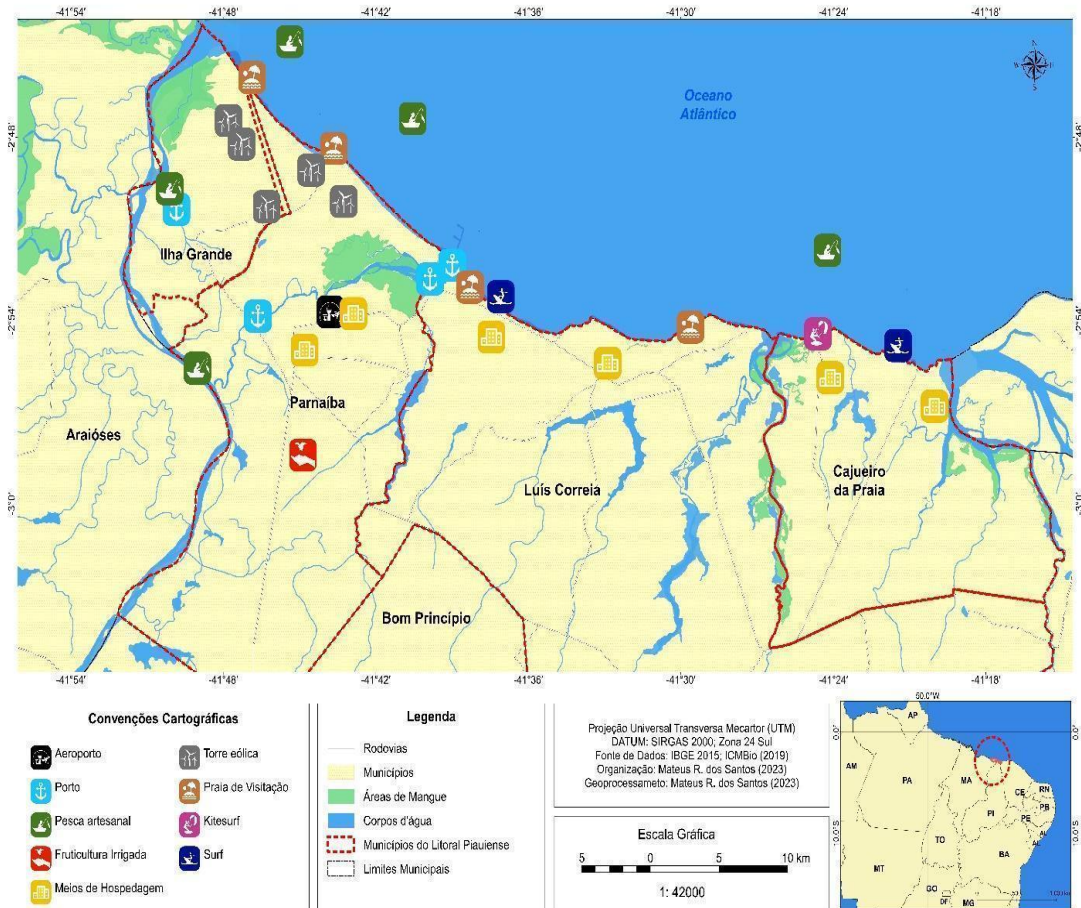 -41°54'
-41°48'
-41°42'
-41°36'
-41°30'
-41°24'
-41°18'
N
Oceano
Atlântico
-2°48'
-2°48'
Ilha Grande
-2°54'
-2°54'
Parnaíba
Araióses
Luís Correia
Cajueiro
da Praia
-3°0'
-3°0'
Bom Princípio
-41°54'
-41°48'
-41°42'
-41°36'
-41°30'
-41°24'
-41°18'
Convenções Cartográficas
Aeroporto
Torre eólica
Porto
Praia de Visitação
Pesca artesanal
Kitesurf
Fruticultura Irrigada
Surf
Meios de Hospedagem
Legenda
Rodovias
Municípios
Áreas de Mangue
Corpos d'água
Municípios do Litoral Piauiense
Limites Municipais
Projeção Universal Transversa Mecartor (UTM)
DATUM: SIRGAS 2000; Zona 24 Sul
Fonte de Dados: IBGE 2015; ICMBio (2019)
Organização: Mateus R. dos Santos (2023)
Geoprocessameto: Mateus R. dos Santos (2023)
Escala Gráfica
5 0 5 10 km
1: 42000
50.0°W
0.0°
0.0°
AP
AM
PA
MA
CE
RN
PB
PI
PE
AL
TO
BA
MT
GO
DF
MG
10.0°S
10.0°S